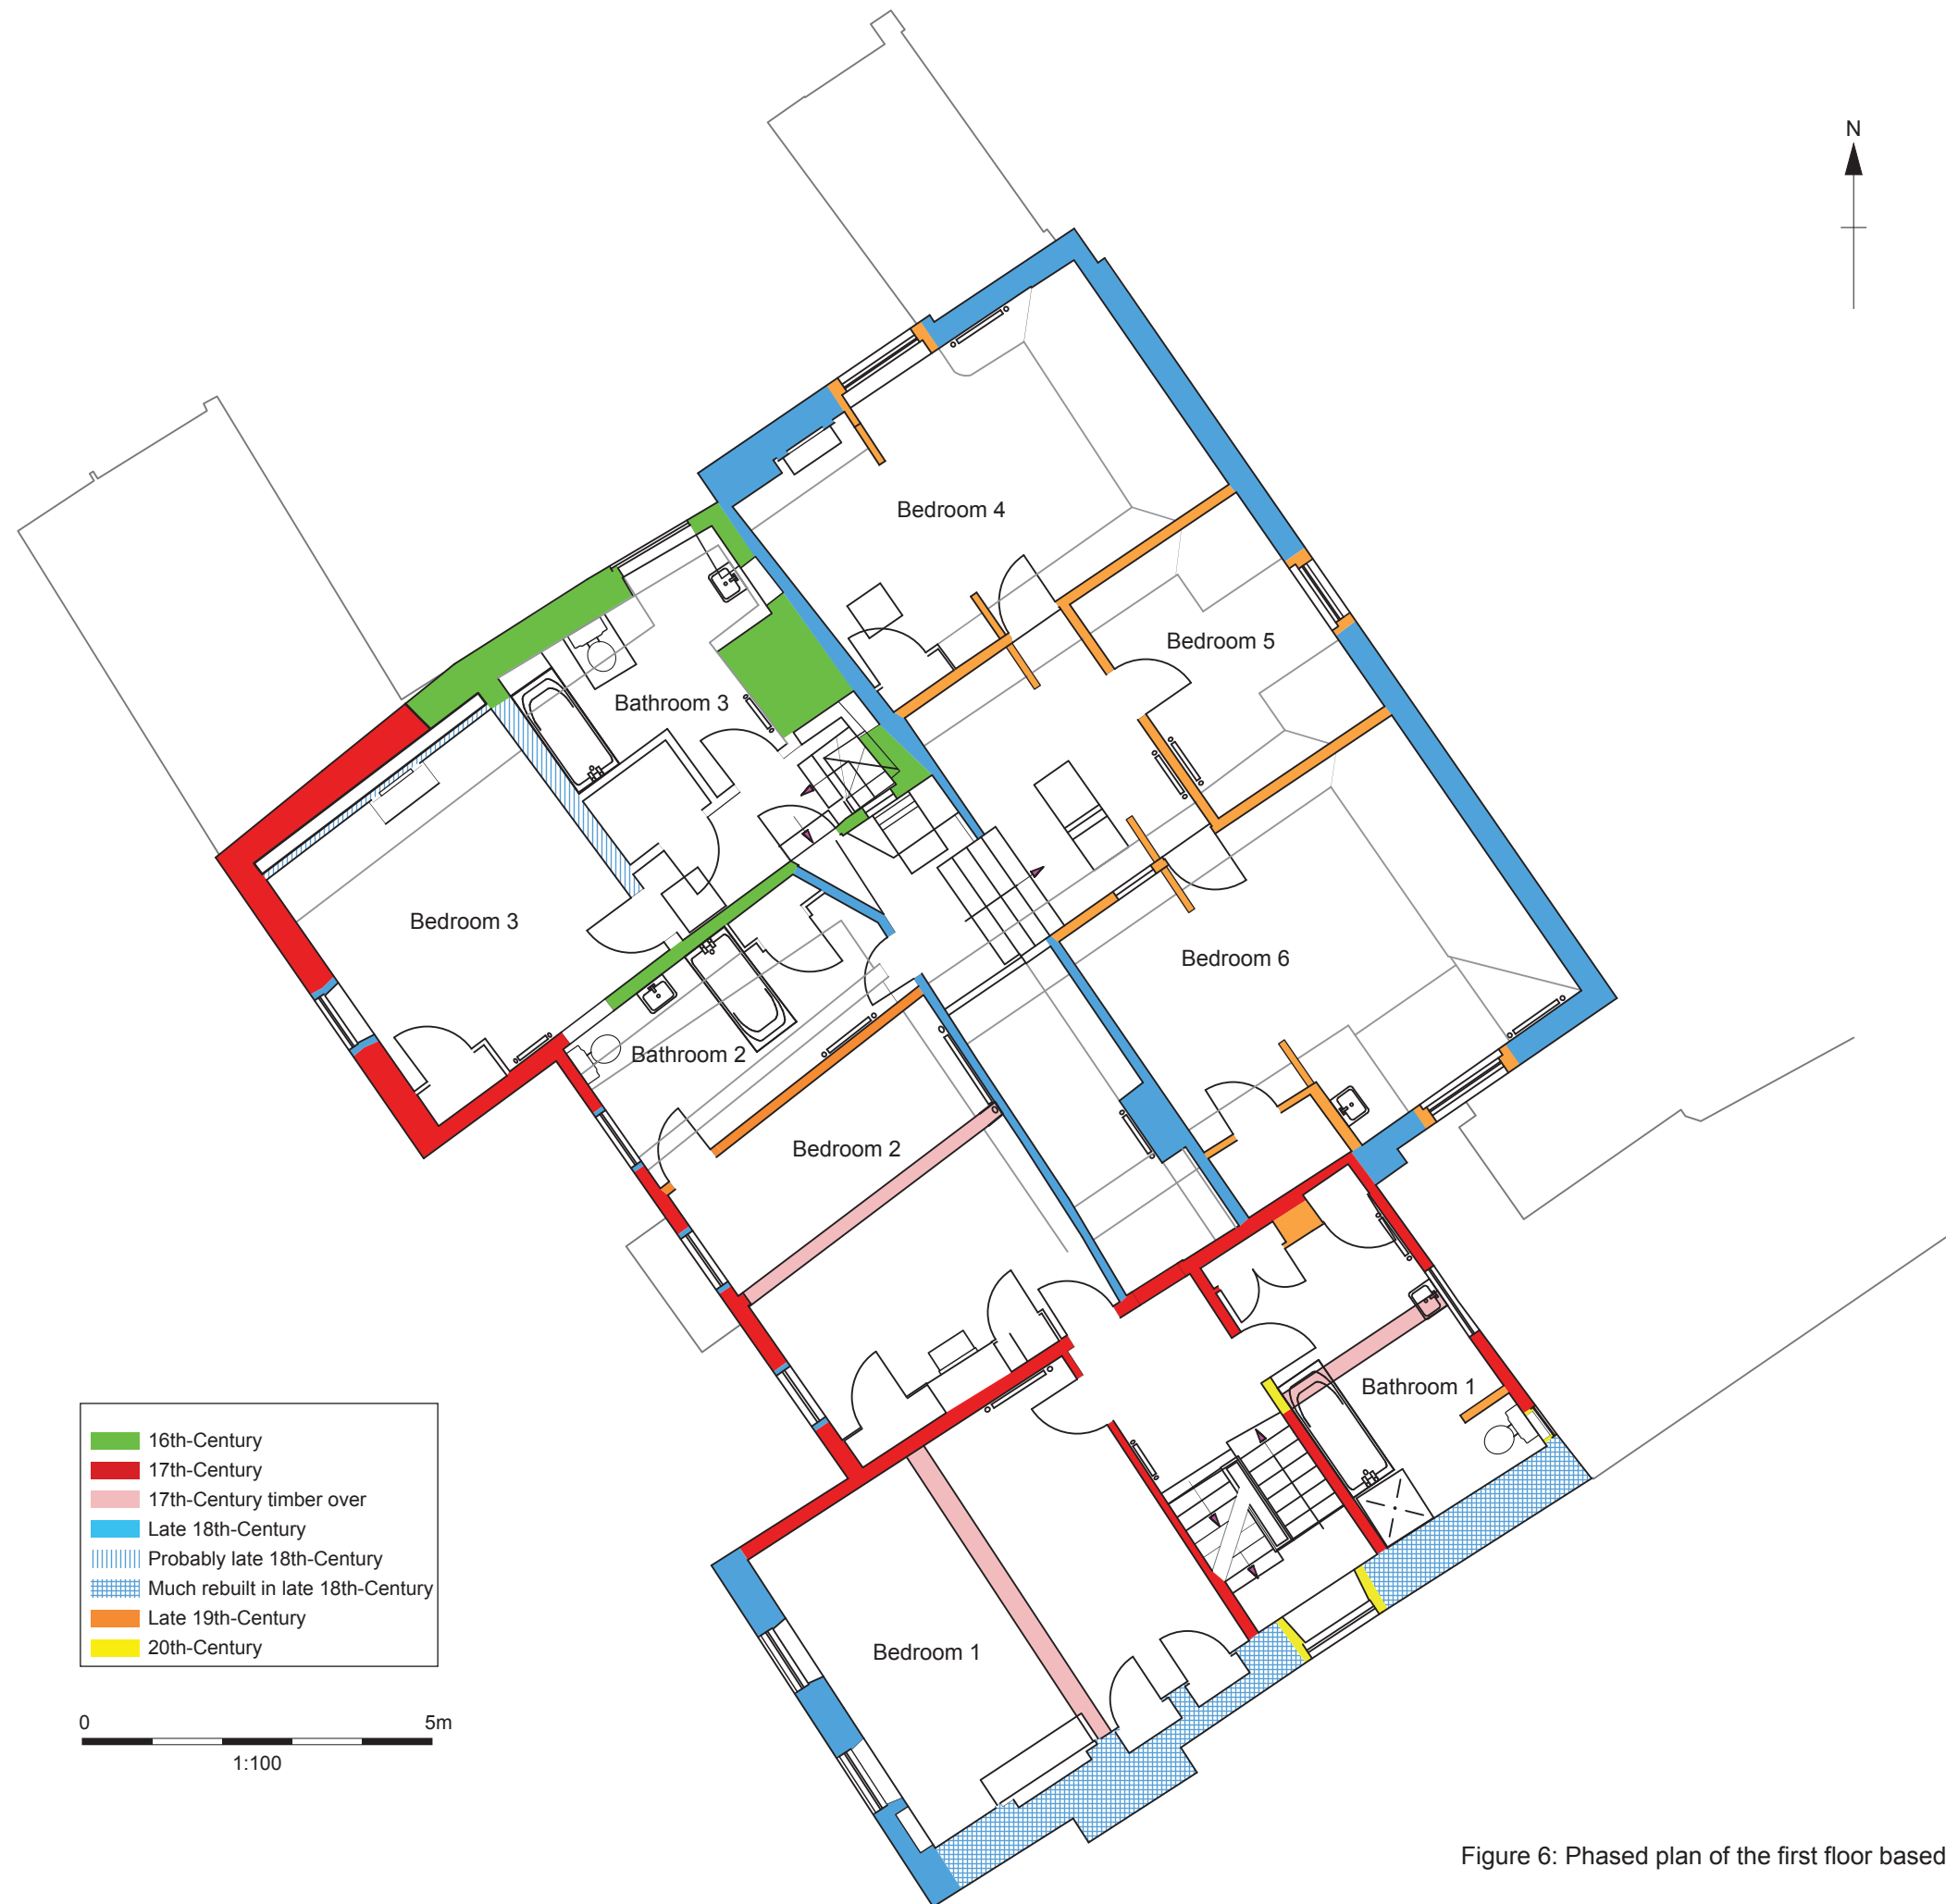 N
Bedroom 4
Bedroom 5
Bathroom 3
Bedroom 3
Bedroom 6
Bathroom 2
Bedroom 2
Bathroom 1
Bedroom 1
16th-Century
17th-Century
17th-Century timber over
Late 18th-Century
Probably late 18th-Century
Much rebuilt in late 18th-Century
Late 19th-Century
20th-Century
0 5m
1:100
Figure 6: Phased plan of the first floor based